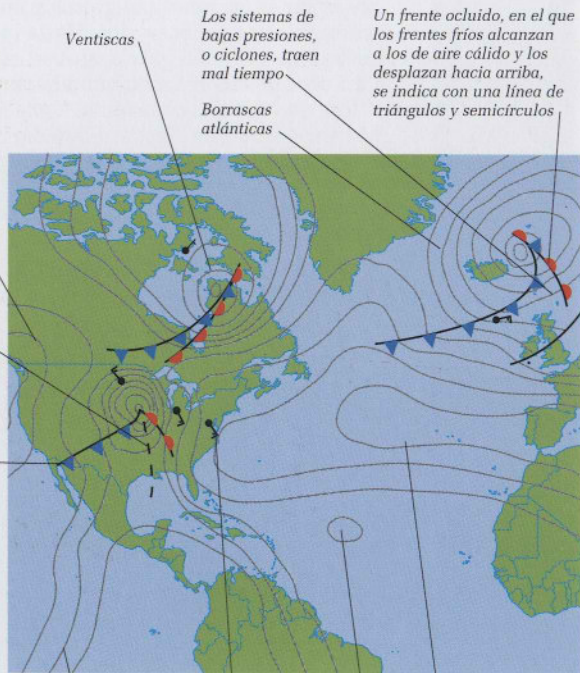 Ventiscas
Los sistemas de
bajas presiones,
o ciclones, traen
mal tiempo
Borrascas
atlánticas
Un frente ocluido, en el que
los frentes fríos alcanzan
a los de aire cálido y los
desplazan hacia arriba,
se indica con una línea de
triángulos y semicírculos